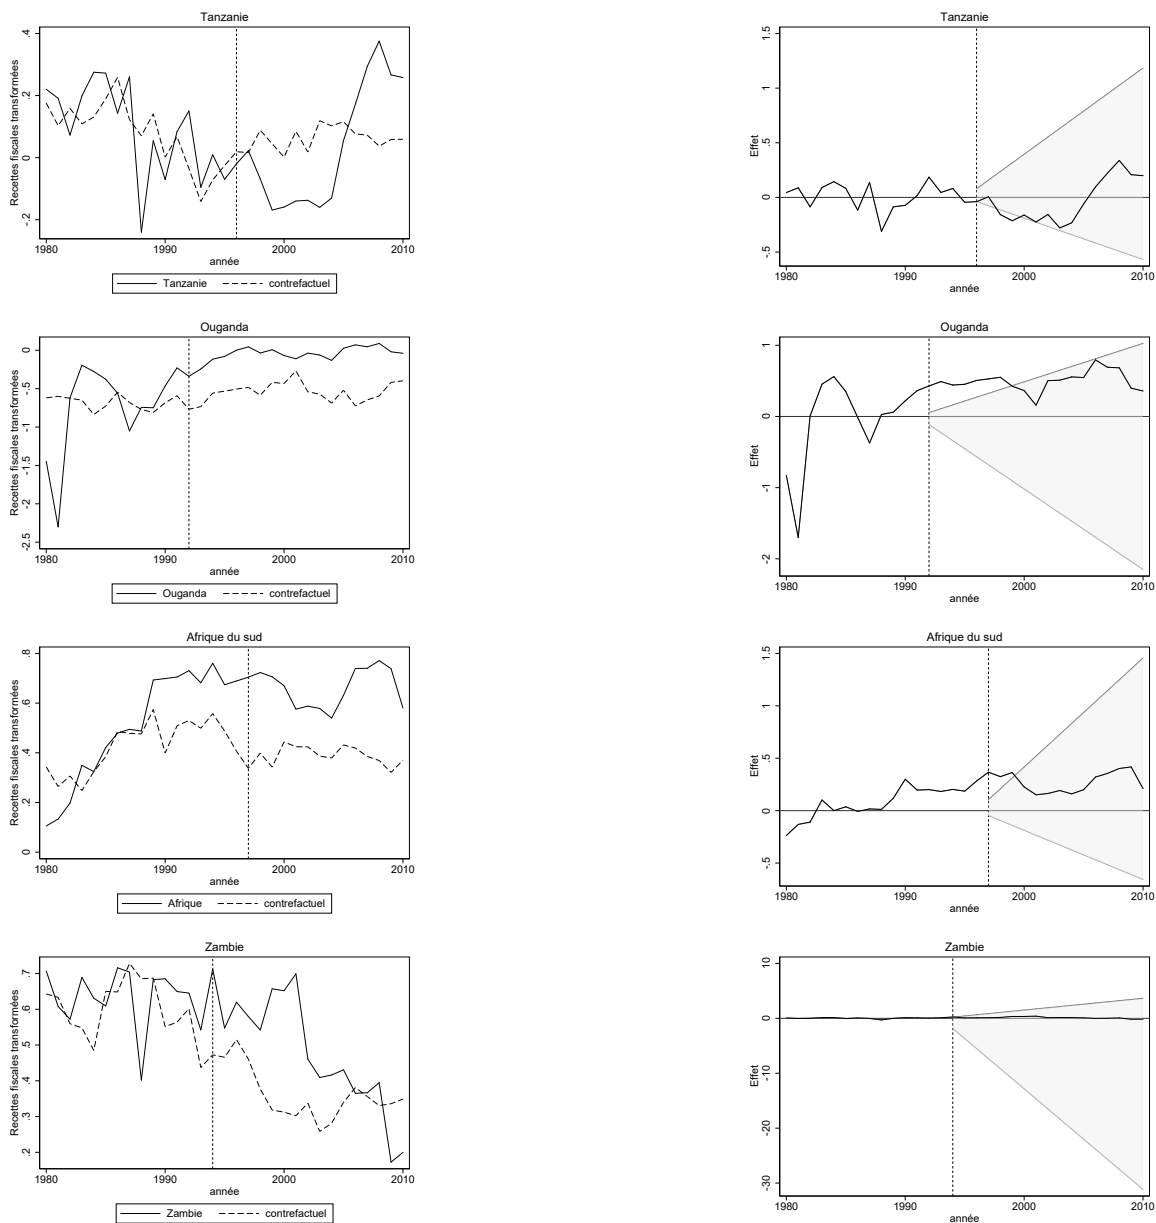 Tanzanie
Recettes fiscales transformées
.4
.2
0
-.2
1980 1990 2000 2010
année
Tanzanie contrefactuel
Tanzanie
Effet
1.5
1
.5
0
-.5
1980 1990 2000 2010
année
Ouganda
Recettes fiscales transformées
0
-.5
-1
-1.5
-2
-2.5
1980 1990 2000 2010
année
Ouganda contrefactuel
Ouganda
Effet
1
0
-1
-2
1980 1990 2000 2010
année
Afrique du sud
Recettes fiscales transformées
.8
.6
.4
.2
0
1980 1990 2000 2010
année
Afrique contrefactuel
Afrique du sud
Effet
1.5
1
.5
0
-.5
1980 1990 2000 2010
année
Zambie
Recettes fiscales transformées
.7
.6
.5
.4
.3
.2
1980 1990 2000 2010
année
Zambie contrefactuel
Zambie
Effet
10
0
-10
-20
-30
1980 1990 2000 2010
année